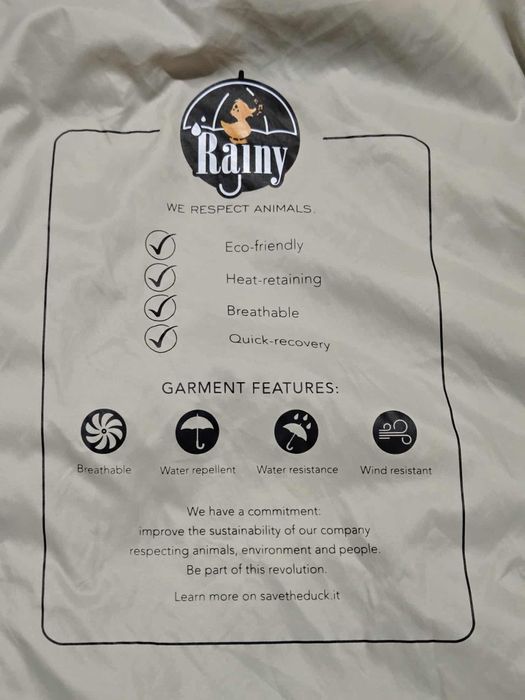 Rainy
WE RESPECT ANIMALS.
Eco-friendly
Heat-retaining
Breathable
Quick-recovery
GARMENT FEATURES:
Breathable Water repellent Water resistance Wind resistant
We have a commitment:
improve the sustainability of our company
respecting animals, environment and people.
Be part of this revolution.
Learn more on savetheduck.it